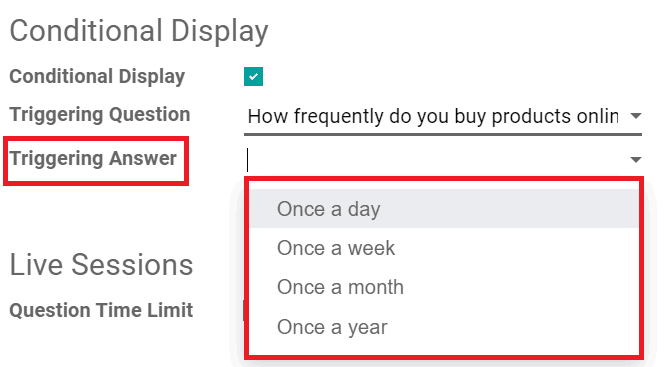 Conditional Display
Conditional Display
Triggering Question How frequently do you buy products onlin
Triggering Answer
Once a day
Once a week
Once a month
Once a year
Live Sessions
Question Time Limit